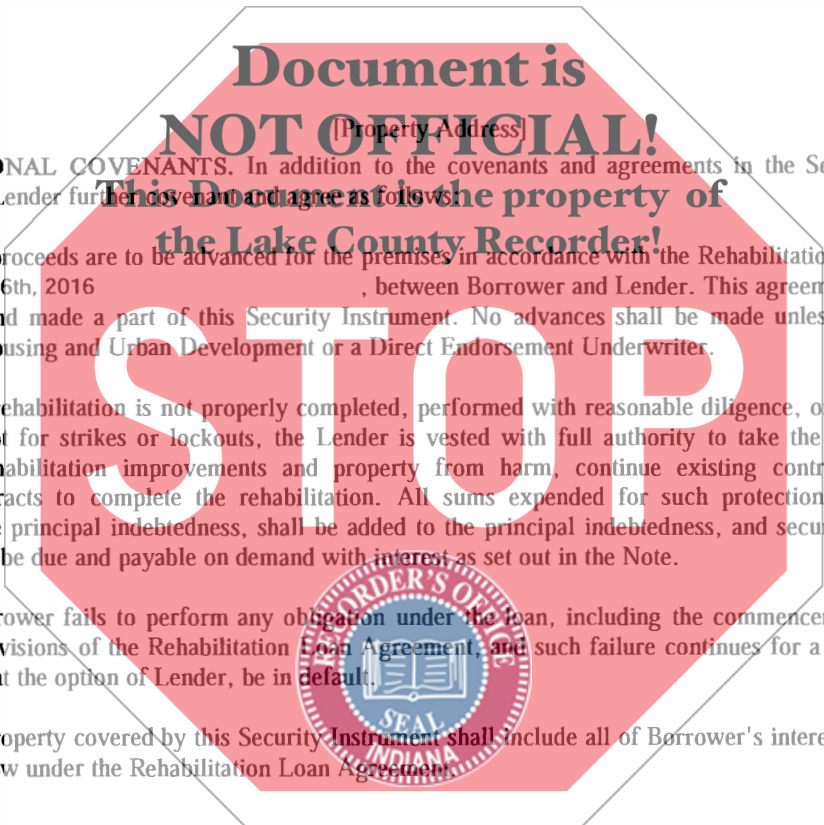 Document is
NOT OFFICIAL!
[Property Address]
NAL COVENANTS. In addition to the covenants and agreements in the
Lender further covenant and agree as follows:
This Document is the property of
the Lake County Recorder!
proceeds are to be advanced for the premises in accordance with the Rehabilitatio
6th, 2016 , between Borrower and Lender. This agreem
d made a part of this Security Instrument. No advances shall be made unles
using and Urban Development or a Direct Endorsement Underwriter.
STOP
ehabilitation is not properly completed, performed with reasonable diligence, o
t for strikes or lockouts, the Lender is vested with full authority to take the
abilitation improvements and property from harm, continue existing contr
racts to complete the rehabilitation. All sums expended for such protection
principal indebtedness, shall be added to the principal indebtedness, and secu
be due and payable on demand with interest as set out in the Note.
rower fails to perform any obligation under the loan, including the commence
visions of the Rehabilitation Loan Agreement, and such failure continues for a
t the option of Lender, be in default.
operty covered by this Security Instrument shall include all of Borrower's intere
w under the Rehabilitation Loan Agreement.
RECORDER'S OFFICE
SEAL
INDIANA